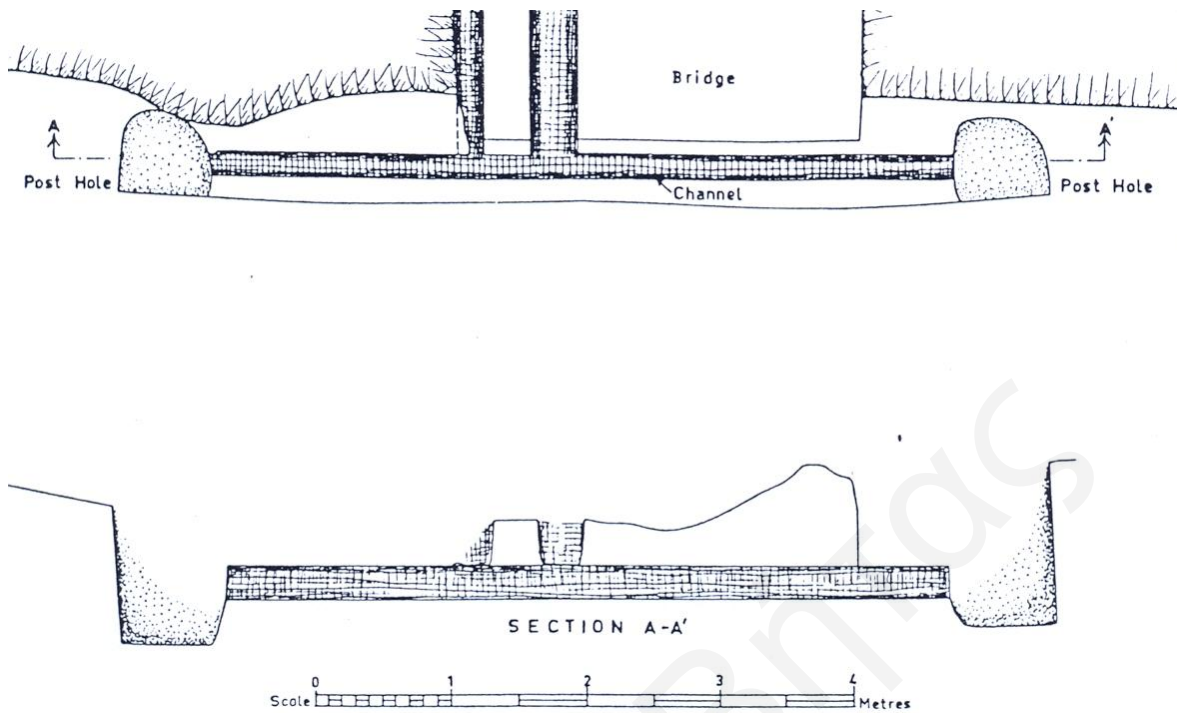 Bridge
A A'
Post Hole Post Hole
Channel
SECTION A-A'
0 1 2 3 4
Scale Metres